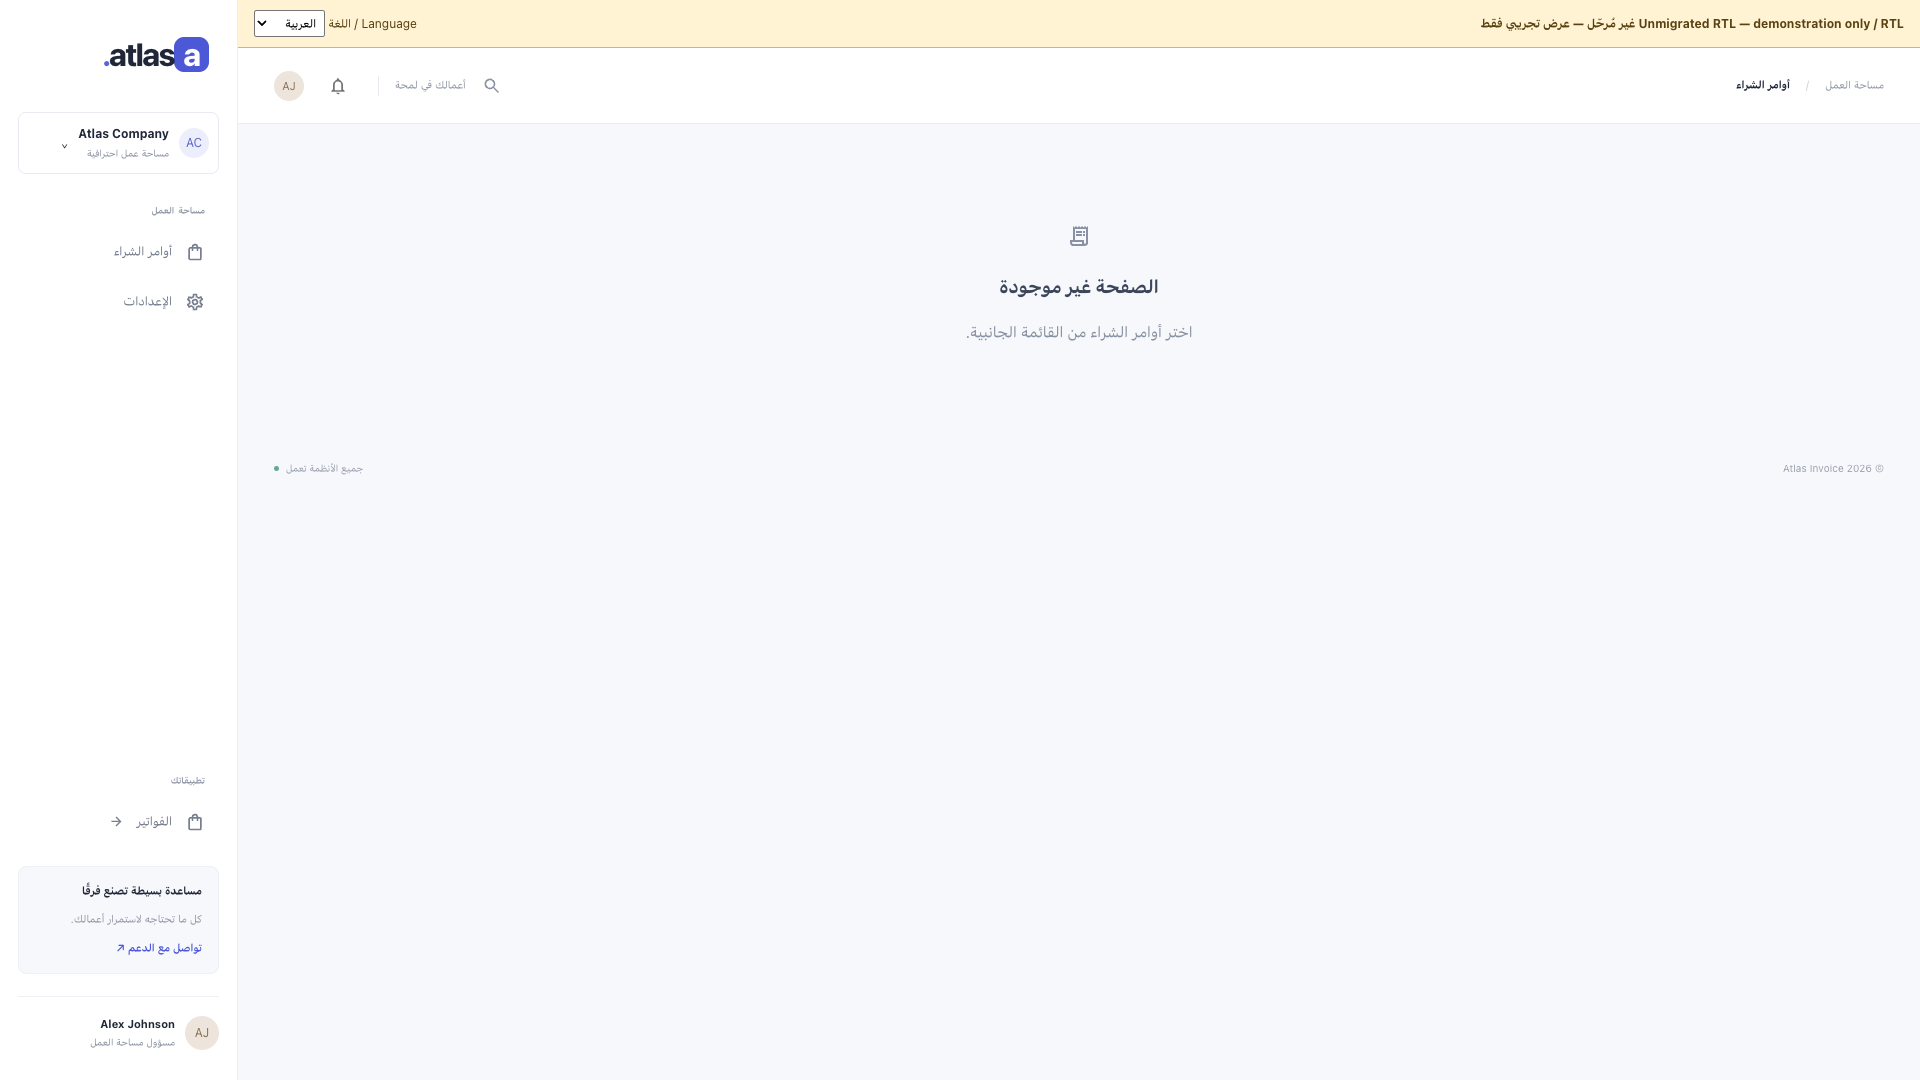 Unmigrated RTL — demonstration only / RTL غير مُرحّل — عرض تجريبي فقط
Language / اللغة
العربية
a
atlas.
AC
Atlas Company
مساحة عمل احترافية
مساحة العمل
أوامر الشراء
الإعدادات
تطبيقاتك
الفواتير
مساعدة بسيطة تصنع فرقًا
كل ما تحتاجه لاستمرار أعمالك.
تواصل مع الدعم ↗
AJ
Alex Johnson
مسؤول مساحة العمل
مساحة العمل / أوامر الشراء
أعمالك في لمحة
AJ
الصفحة غير موجودة
اختر أوامر الشراء من القائمة الجانبية.
© 2026 Atlas Invoice
جميع الأنظمة تعمل